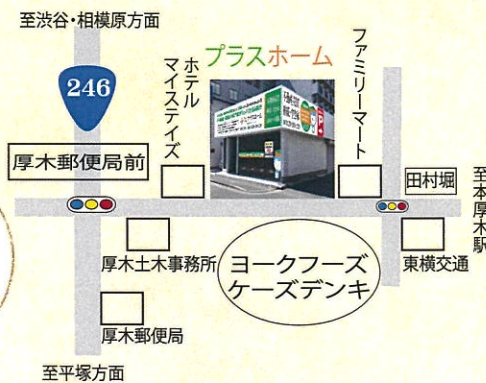 至渋谷・相模原方面
246
厚木郵便局前
ホテル
マイステイズ
プラスホーム
ファミリーマート
田村堀
至本厚木駅
厚木土木事務所
ヨークフーズ
ケーズデンキ
東横交通
厚木郵便局
至平塚方面